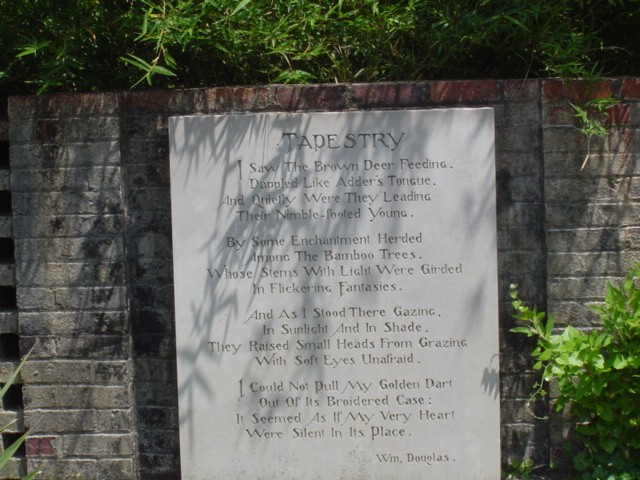 Tapestry
I Saw The Brown Deer Feeding,
Dappled Like Adder's Tongue,
And Quietly Were They Leading
Their Nimble-footed Young.
By Some Enchantment Herded
Among The Bamboo Trees,
Whose Stems With Light Were Girded
In Flickering Fantasies.
And As I Stood There Gazing,
In Sunlight And In Shade,
They Raised Small Heads From Grazing
With Soft Eyes Unafraid.
I Could Not Pull My Golden Dart
Out Of Its Broidered Case:
It Seemed As If My Very Heart
Were Silent In Its Place.
Wm. Douglas.